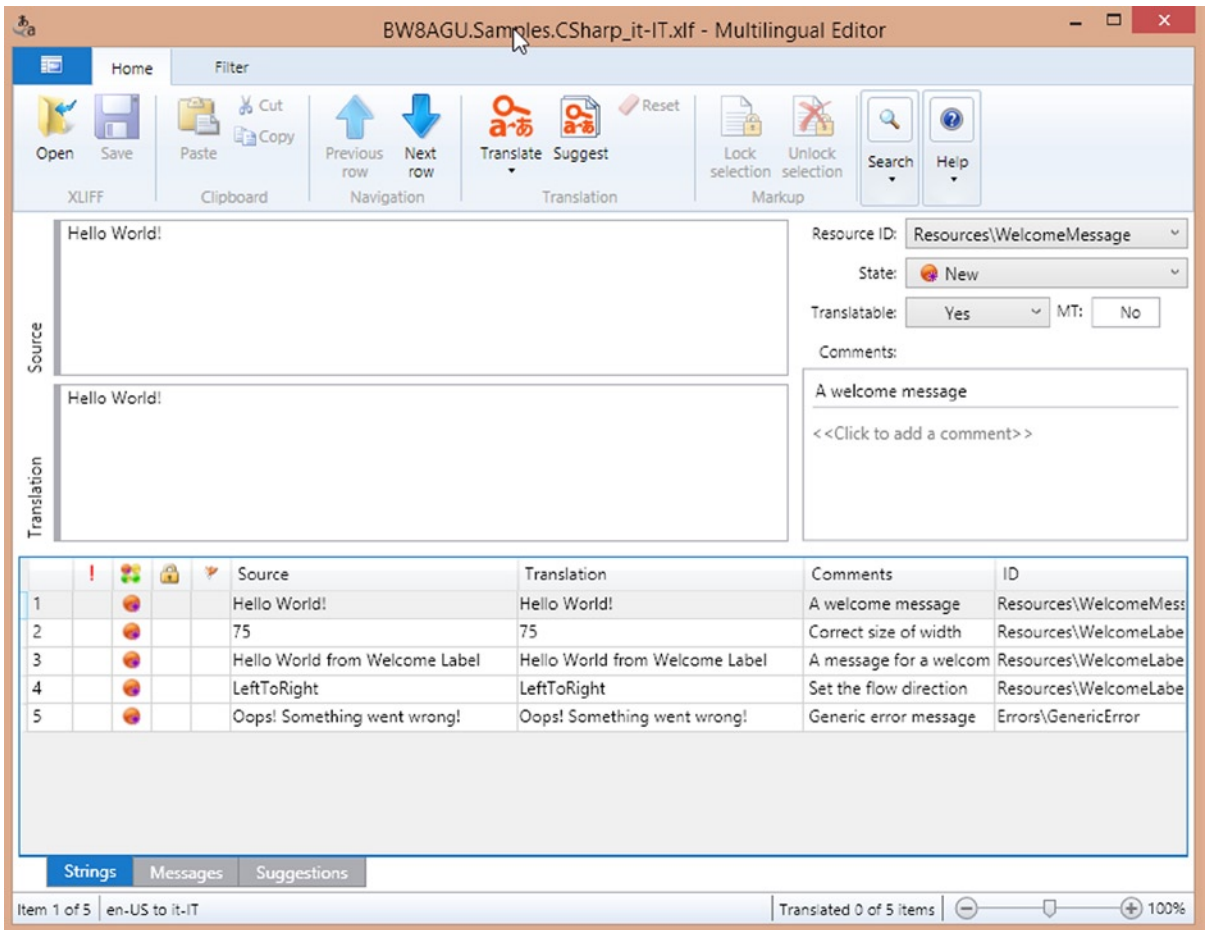 BW8AGU.Samples.CSharp_it-IT.xlf - Multilingual Editor
Home Filter
Open Save Paste Cut Copy Previous row Next row Translate Suggest Reset Lock selection Unlock selection Search Help
XLIFF Clipboard Navigation Translation Markup
Source
Hello World!
Translation
Hello World!
Resource ID: Resources\WelcomeMessage
State: New
Translatable: Yes MT: No
Comments:
A welcome message
<<Click to add a comment>>
! Source Translation Comments ID
1 Hello World! Hello World! A welcome message Resources\WelcomeMess
2 75 75 Correct size of width Resources\WelcomeLabe
3 Hello World from Welcome Label Hello World from Welcome Label A message for a welcom Resources\WelcomeLabe
4 LeftToRight LeftToRight Set the flow direction Resources\WelcomeLabe
5 Oops! Something went wrong! Oops! Something went wrong! Generic error message Errors\GenericError
Strings Messages Suggestions
Item 1 of 5 en-US to it-IT Translated 0 of 5 items 100%